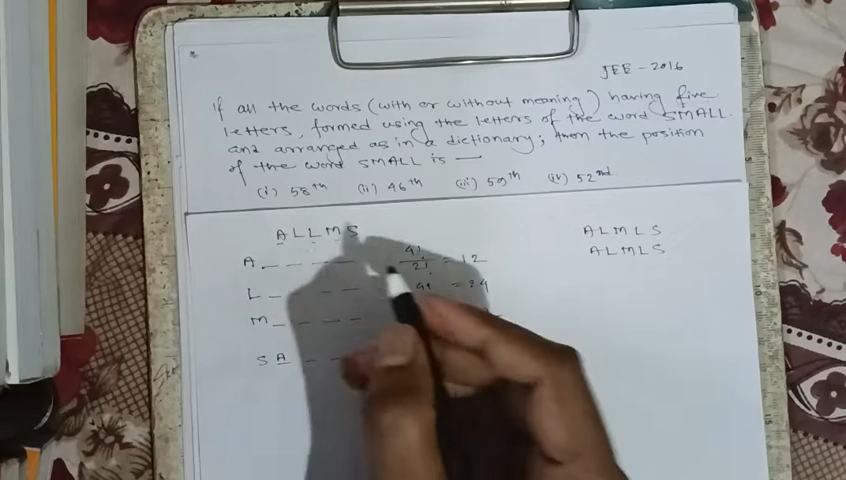 JEE-2016
If all the words (with or without meaning) having five
letters, formed using the letters of the word SMALL
and arranged as in a dictionary; then the position
of the word SMALL is —
(i) 58th (ii) 46th (iii) 59th (iv) 52nd
A L L M S
A L M L S
A L M L S
A _ _ _ _ 4!/2! = 12
L _ _ _ _ 4! = 24
M _ _ _ _
S A _ _